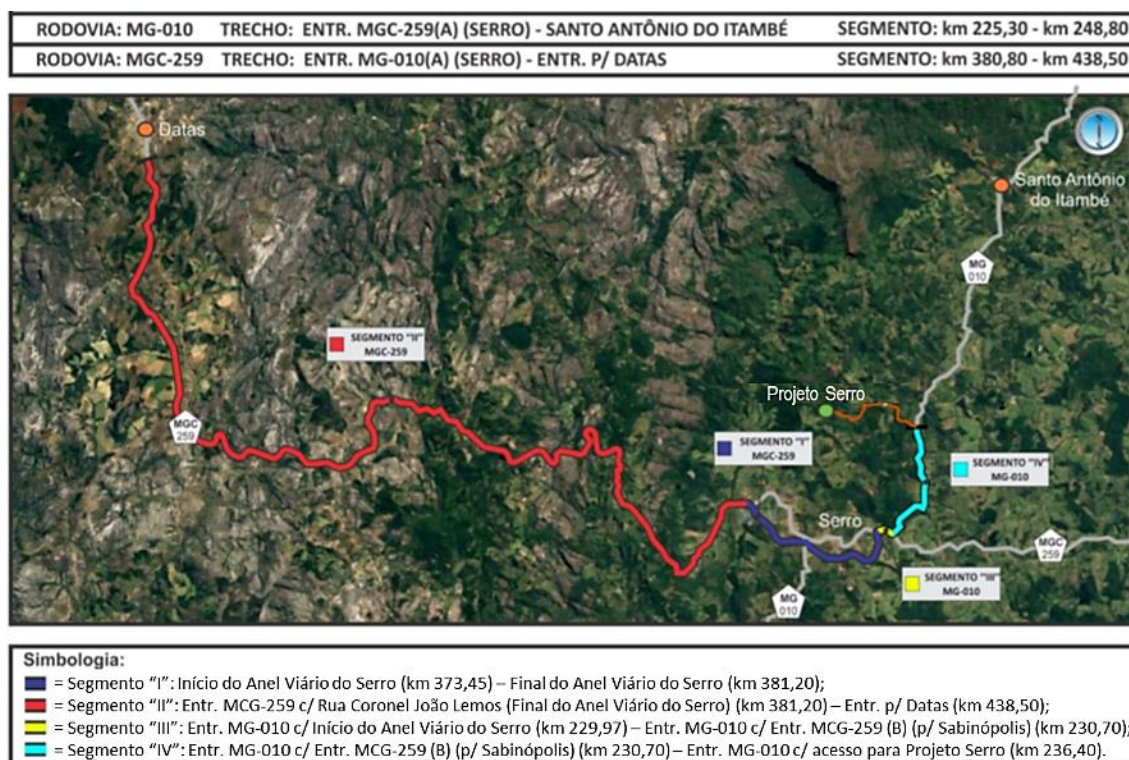 RODOVIA: MG-010 TRECHO: ENTR. MGC-259(A) (SERRO) - SANTO ANTÔNIO DO ITAMBÉ SEGMENTO: km 225,30 - km 248,80
RODOVIA: MGC-259 TRECHO: ENTR. MG-010(A) (SERRO) - ENTR. P/ DATAS SEGMENTO: km 380,80 - km 438,50
Datas
Santo Antônio
do Itambé
MG
010
SEGMENTO "II"
MGC-259
Projeto Serro
MGC
259
SEGMENTO "I"
MGC-259
SEGMENTO "IV"
MG-010
Serro
MGC
259
SEGMENTO "III"
MG-010
MG
010
Simbologia:
= Segmento "I": Início do Anel Viário do Serro (km 373,45) – Final do Anel Viário do Serro (km 381,20);
= Segmento "II": Entr. MCG-259 c/ Rua Coronel João Lemos (Final do Anel Viário do Serro) (km 381,20) – Entr. p/ Datas (km 438,50);
= Segmento "III": Entr. MG-010 c/ Início do Anel Viário do Serro (km 229,97) – Entr. MG-010 c/ Entr. MCG-259 (B) (p/ Sabinópolis) (km 230,70);
= Segmento "IV": Entr. MG-010 c/ Entr. MCG-259 (B) (p/ Sabinópolis) (km 230,70) – Entr. MG-010 c/ acesso para Projeto Serro (km 236,40).